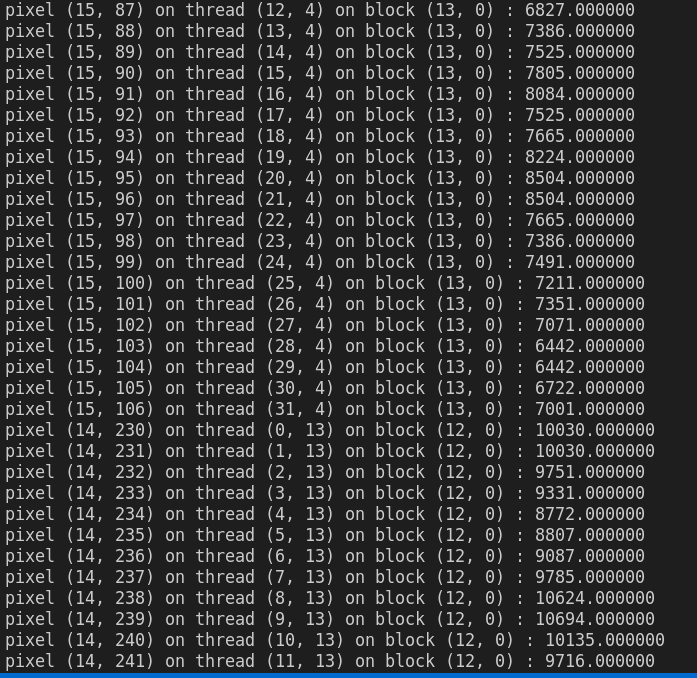 pixel (15, 87) on thread (12, 4) on block (13, 0) : 6827.000000
pixel (15, 88) on thread (13, 4) on block (13, 0) : 7386.000000
pixel (15, 89) on thread (14, 4) on block (13, 0) : 7525.000000
pixel (15, 90) on thread (15, 4) on block (13, 0) : 7805.000000
pixel (15, 91) on thread (16, 4) on block (13, 0) : 8084.000000
pixel (15, 92) on thread (17, 4) on block (13, 0) : 7525.000000
pixel (15, 93) on thread (18, 4) on block (13, 0) : 7665.000000
pixel (15, 94) on thread (19, 4) on block (13, 0) : 8224.000000
pixel (15, 95) on thread (20, 4) on block (13, 0) : 8504.000000
pixel (15, 96) on thread (21, 4) on block (13, 0) : 8504.000000
pixel (15, 97) on thread (22, 4) on block (13, 0) : 7665.000000
pixel (15, 98) on thread (23, 4) on block (13, 0) : 7386.000000
pixel (15, 99) on thread (24, 4) on block (13, 0) : 7491.000000
pixel (15, 100) on thread (25, 4) on block (13, 0) : 7211.000000
pixel (15, 101) on thread (26, 4) on block (13, 0) : 7351.000000
pixel (15, 102) on thread (27, 4) on block (13, 0) : 7071.000000
pixel (15, 103) on thread (28, 4) on block (13, 0) : 6442.000000
pixel (15, 104) on thread (29, 4) on block (13, 0) : 6442.000000
pixel (15, 105) on thread (30, 4) on block (13, 0) : 6722.000000
pixel (15, 106) on thread (31, 4) on block (13, 0) : 7001.000000
pixel (14, 230) on thread (0, 13) on block (12, 0) : 10030.000000
pixel (14, 231) on thread (1, 13) on block (12, 0) : 10030.000000
pixel (14, 232) on thread (2, 13) on block (12, 0) : 9751.000000
pixel (14, 233) on thread (3, 13) on block (12, 0) : 9331.000000
pixel (14, 234) on thread (4, 13) on block (12, 0) : 8772.000000
pixel (14, 235) on thread (5, 13) on block (12, 0) : 8807.000000
pixel (14, 236) on thread (6, 13) on block (12, 0) : 9087.000000
pixel (14, 237) on thread (7, 13) on block (12, 0) : 9785.000000
pixel (14, 238) on thread (8, 13) on block (12, 0) : 10624.000000
pixel (14, 239) on thread (9, 13) on block (12, 0) : 10694.000000
pixel (14, 240) on thread (10, 13) on block (12, 0) : 10135.000000
pixel (14, 241) on thread (11, 13) on block (12, 0) : 9716.000000